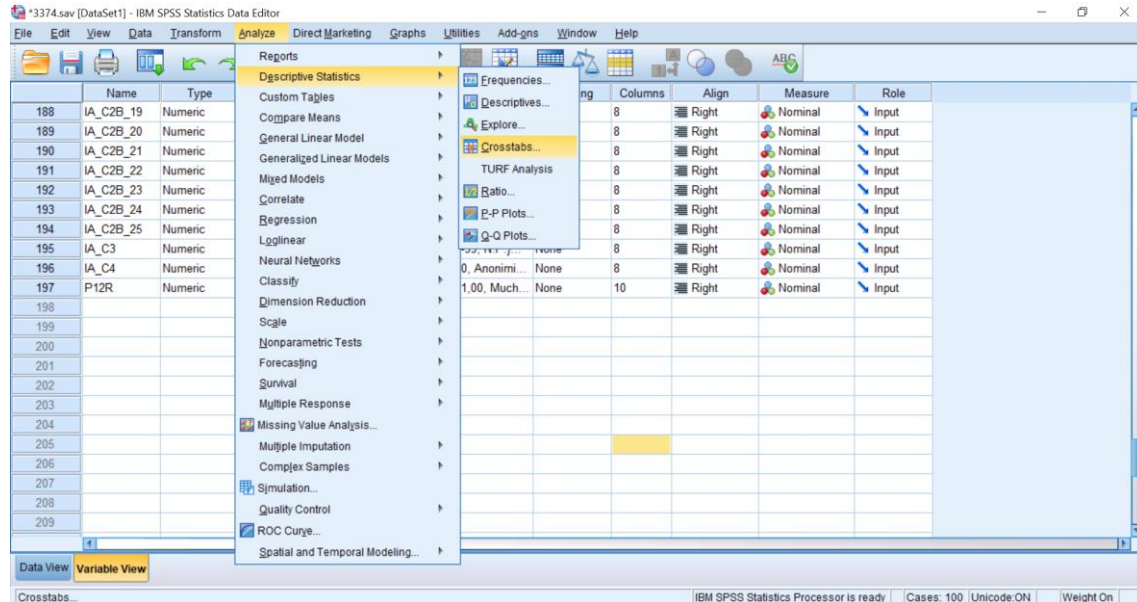 *3374.sav [DataSet1] - IBM SPSS Statistics Data Editor
File Edit View Data Transform Analyze Direct Marketing Graphs Utilities Add-ons Window Help
Reports
Descriptive Statistics
Custom Tables
Compare Means
General Linear Model
Generalized Linear Models
Mixed Models
Correlate
Regression
Loglinear
Neural Networks
Classify
Dimension Reduction
Scale
Nonparametric Tests
Forecasting
Survival
Multiple Response
Missing Value Analysis...
Multiple Imputation
Complex Samples
Simulation...
Quality Control
ROC Curve...
Spatial and Temporal Modeling...
Frequencies...
Descriptives...
Explore...
Crosstabs...
TURF Analysis
Ratio...
P-P Plots...
Q-Q Plots...
ABC
Name Type ng Columns Align Measure Role
188 IA_C2B_19 Numeric 8 Right Nominal Input
189 IA_C2B_20 Numeric 8 Right Nominal Input
190 IA_C2B_21 Numeric 8 Right Nominal Input
191 IA_C2B_22 Numeric 8 Right Nominal Input
192 IA_C2B_23 Numeric 8 Right Nominal Input
193 IA_C2B_24 Numeric 8 Right Nominal Input
194 IA_C2B_25 Numeric 8 Right Nominal Input
195 IA_C3 Numeric None 8 Right Nominal Input
196 IA_C4 Numeric 0, Anonimi... None 8 Right Nominal Input
197 P12R Numeric 1,00, Much... None 10 Right Nominal Input
198
199
200
201
202
203
204
205
206
207
208
209
Data View Variable View
Crosstabs... IBM SPSS Statistics Processor is ready Cases: 100 Unicode:ON Weight On